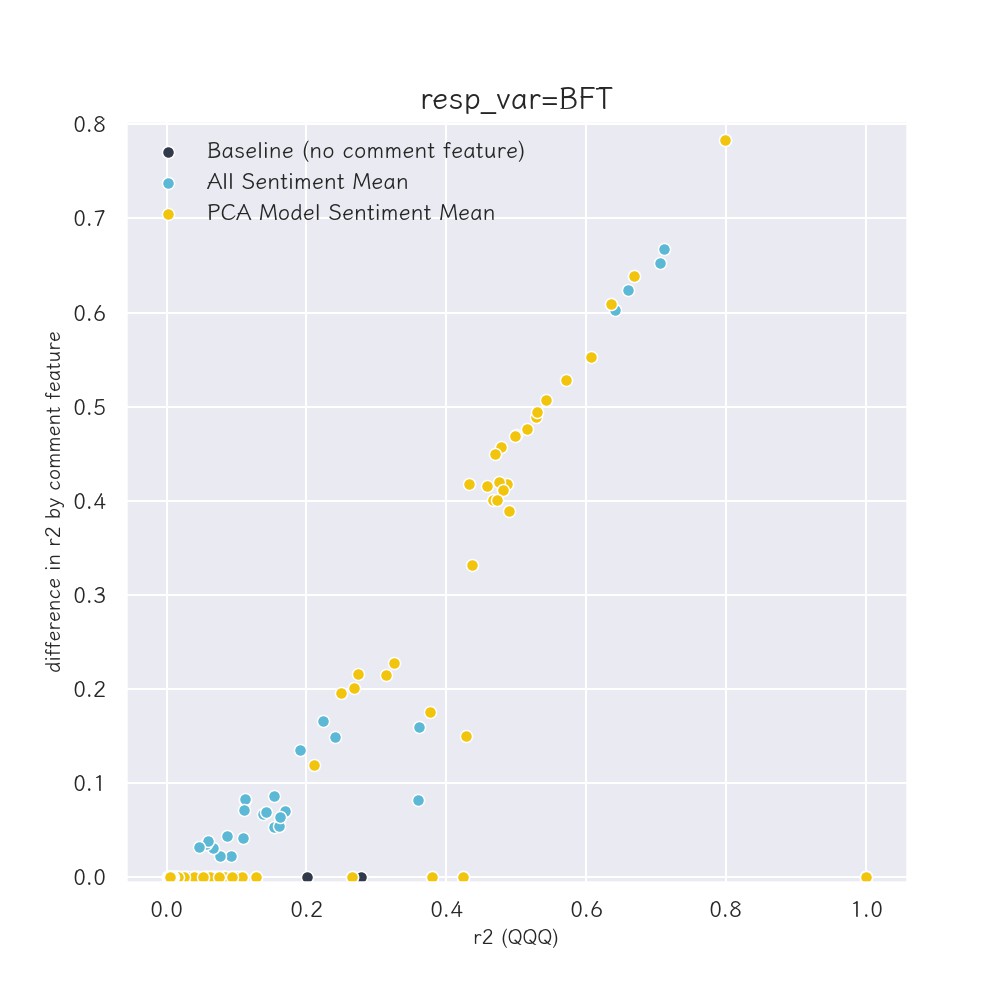 resp_var=BFT
Baseline (no comment feature)
All Sentiment Mean
PCA Model Sentiment Mean
difference in r2 by comment feature
0.8
0.7
0.6
0.5
0.4
0.3
0.2
0.1
0.0
0.0 0.2 0.4 0.6 0.8 1.0
r2 (QQQ)